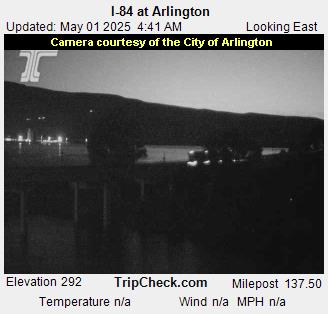 I-84 at Arlington
Updated: May 01 2025 4:41 AM Looking East
Camera courtesy of the City of Arlington
Elevation 292 TripCheck.com Milepost 137.50
Temperature n/a Wind n/a MPH n/a